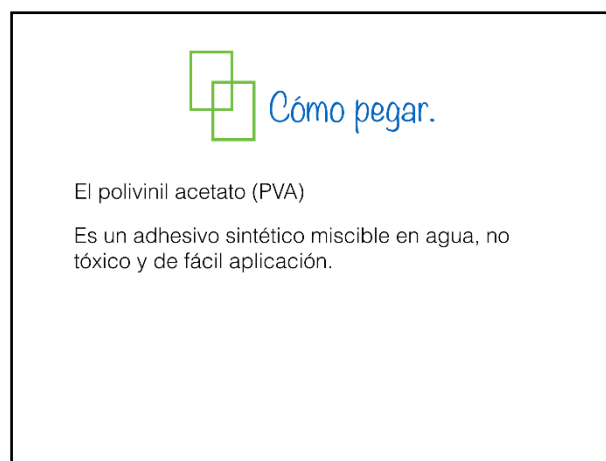 Cómo pegar.
El polivinil acetato (PVA)
Es un adhesivo sintético miscible en agua, no
tóxico y de fácil aplicación.